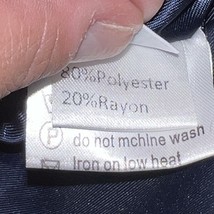 80%Polyester
20%Rayon
P do not mchine wash
Iron on low heat